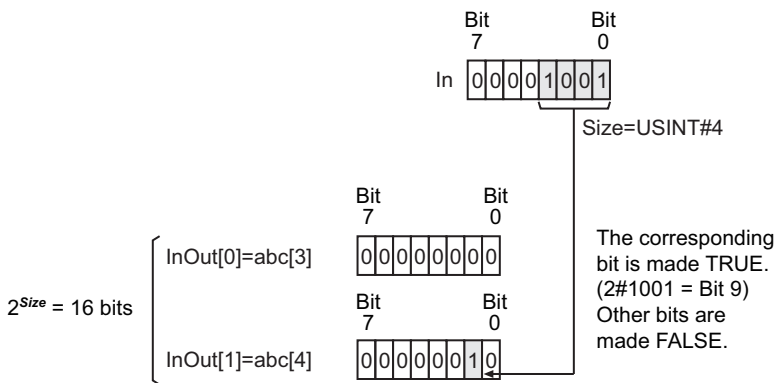 Bit Bit
7 0
In 0 0 0 0 1 0 0 1
Size=USINT#4
Bit Bit
7 0
InOut[0]=abc[3] 0 0 0 0 0 0 0 0
2^Size = 16 bits
Bit Bit
7 0
InOut[1]=abc[4] 0 0 0 0 0 0 1 0
The corresponding
bit is made TRUE.
(2#1001 = Bit 9)
Other bits are
made FALSE.